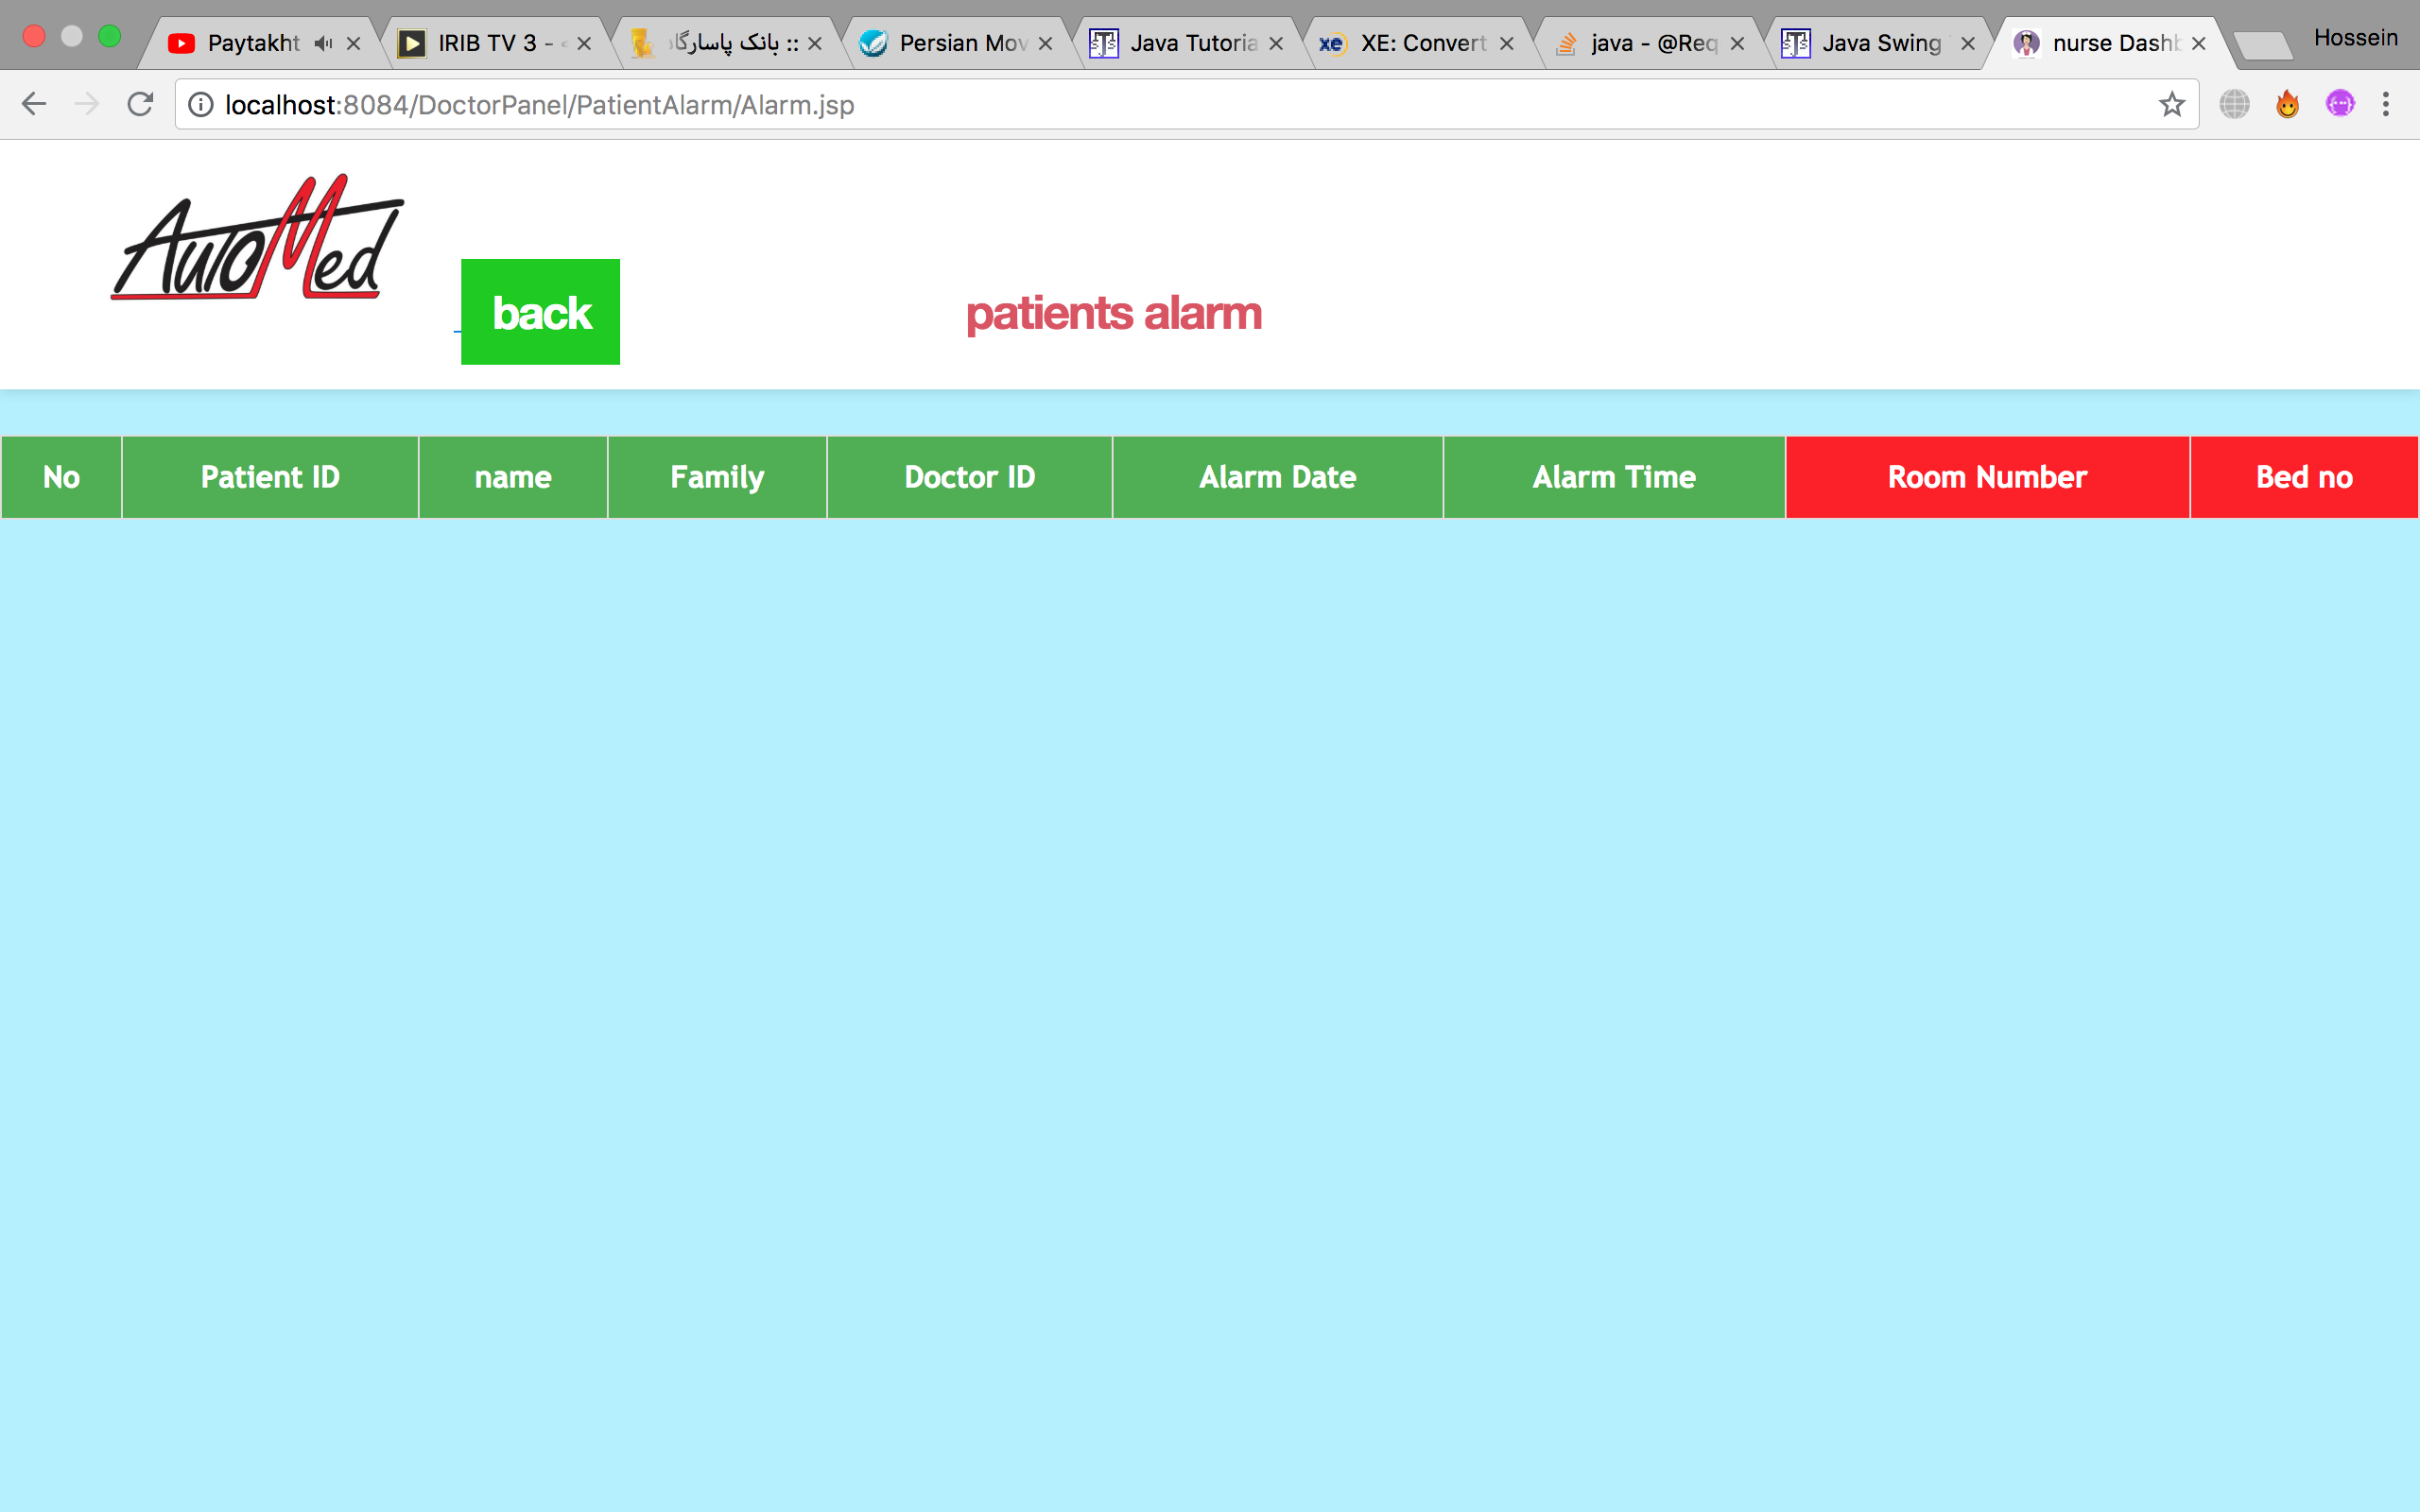 Paytakht
IRIB TV 3 -
بانک پاسارگاد ::
Persian Mov
Java Tutoria
XE: Convert
java - @Req
Java Swing
nurse Dashb
Hossein
localhost:8084/DoctorPanel/PatientAlarm/Alarm.jsp
AutoMed
back
patients alarm
No Patient ID name Family Doctor ID Alarm Date Alarm Time Room Number Bed no